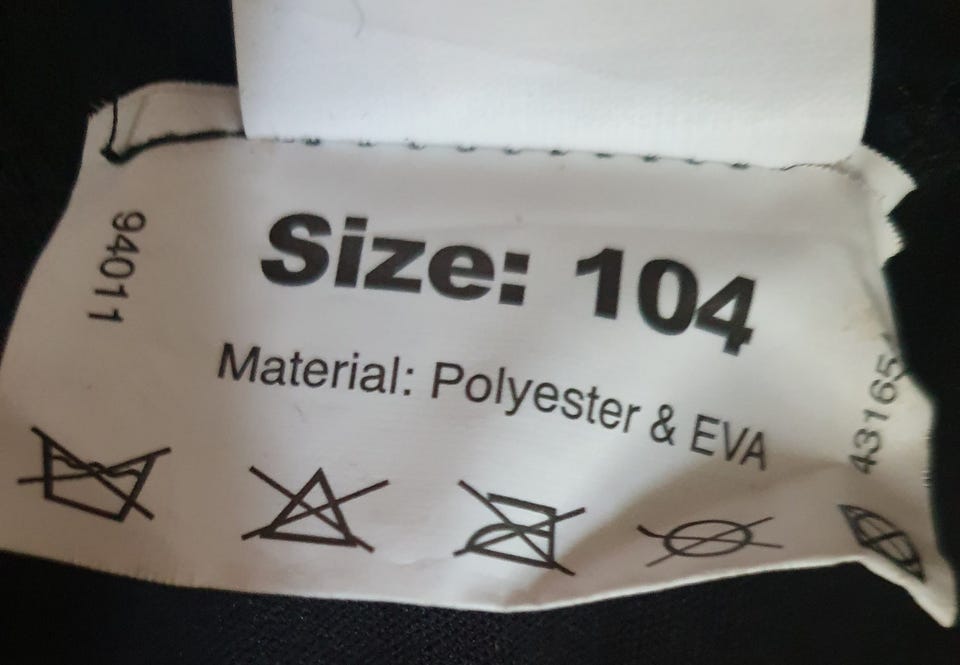 94011
Size: 104
Material: Polyester & EVA
43165